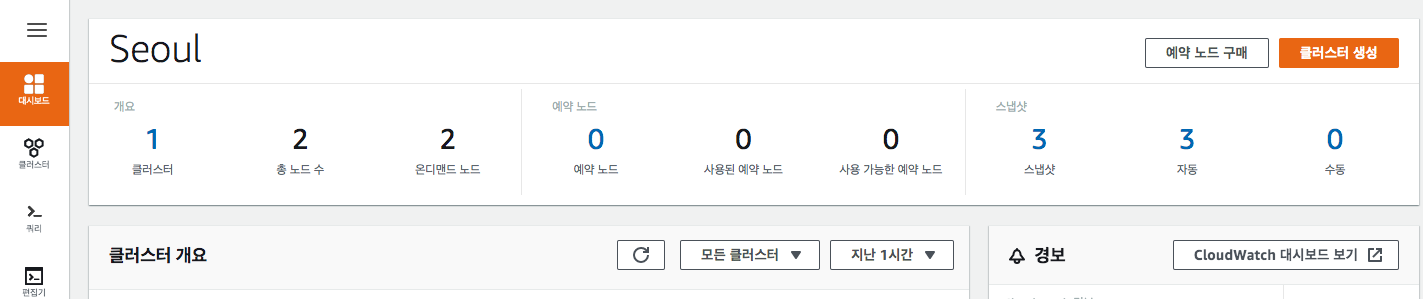 Seoul
예약 노드 구매
클러스터 생성
대시보드
개요
예약 노드
스냅샷
1 2 2 0 0 0 3 3 0
클러스터 총 노드 수 온디맨드 노드 예약 노드 사용된 예약 노드 사용 가능한 예약 노드 스냅샷 자동 수동
클러스터
쿼리
편집기
클러스터 개요
모든 클러스터
지난 1시간
경보
CloudWatch 대시보드 보기